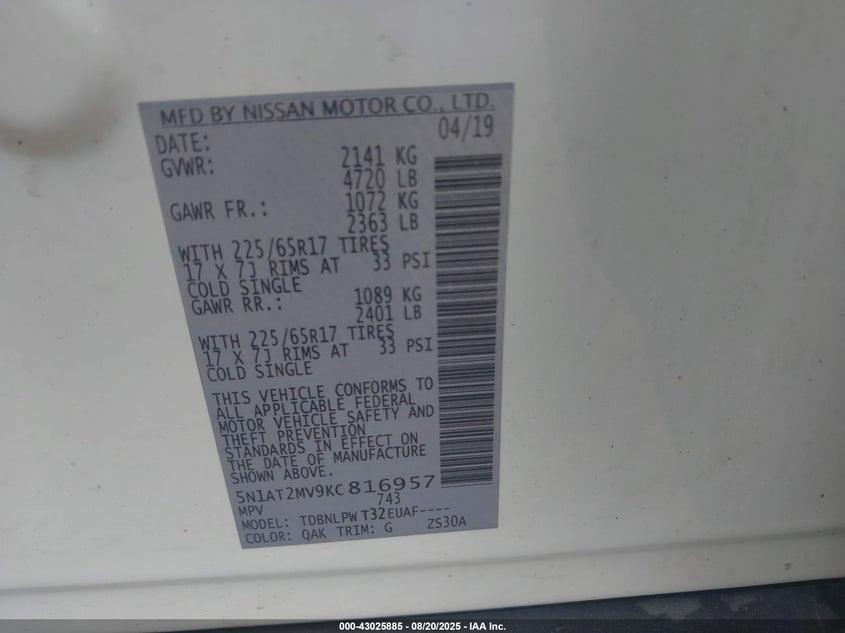 MFD BY NISSAN MOTOR CO., LTD.
DATE: 04/19
GVWR: 2141 KG
4720 LB
GAWR FR.: 1072 KG
2363 LB
WITH 225/65R17 TIRES
17 X 7J RIMS AT 33 PSI
COLD SINGLE
GAWR RR.: 1089 KG
2401 LB
WITH 225/65R17 TIRES
17 X 7J RIMS AT 33 PSI
COLD SINGLE
THIS VEHICLE CONFORMS TO
ALL APPLICABLE FEDERAL
MOTOR VEHICLE SAFETY AND
THEFT PREVENTION
STANDARDS IN EFFECT ON
THE DATE OF MANUFACTURE
SHOWN ABOVE.
5N1AT2MV9KC816957
MPV 743
MODEL: TDBNLPW T32EUAF----
COLOR: QAK TRIM: G ZS30A
000-43025885 - 08/20/2025 - IAA Inc.